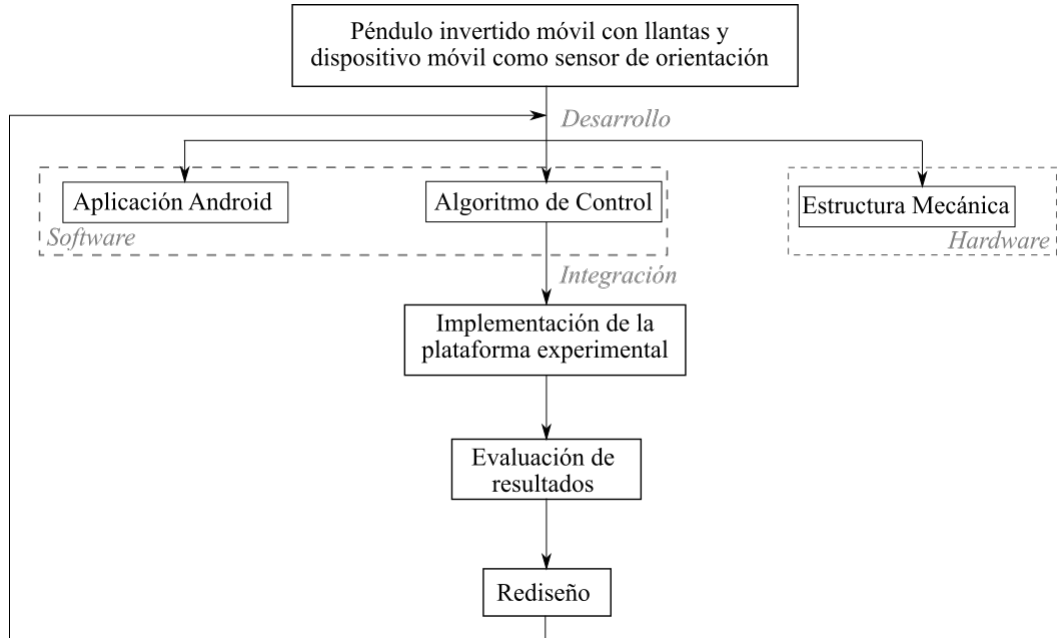 Péndulo invertido móvil con llantas y
dispositivo móvil como sensor de orientación
Desarrollo
Aplicación Android
Algoritmo de Control
Estructura Mecánica
Software
Hardware
Integración
Implementación de la
plataforma experimental
Evaluación de
resultados
Rediseño